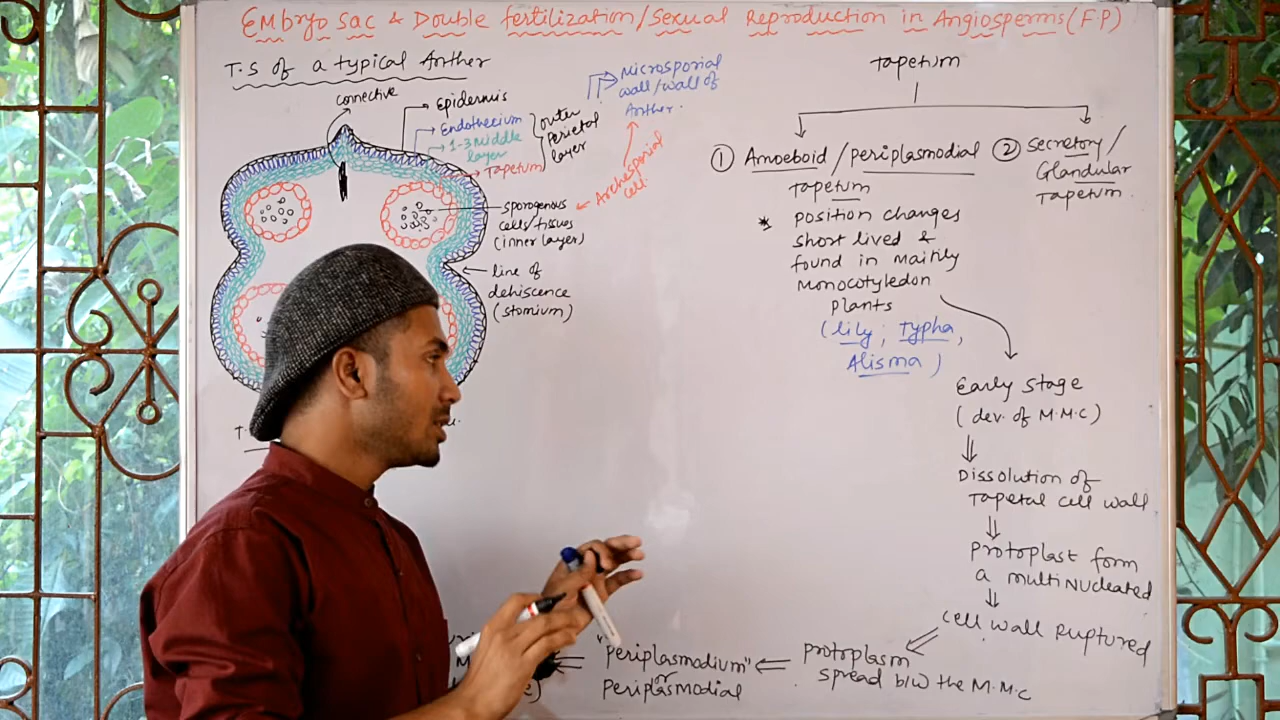 EMbryo sac & Double fertilization/Sexual Reproduction in Angiosperms (F.P)
T.S of a typical Anther
connective
Epidermis
Endothecium
1-3 Middle
layer
Tapetum
outer
Perietal
layer
Microsporial
wall/wall of
Anther.
Archesporial
cell
sporogenous
cells/tissues
(inner layer)
line of
dehiscence
(stomium)
T
Tapetum
① Amoeboid / periplasmodial
Tapetum
* position changes
short lived &
found in Maitily
Monocotyledon
plants
(lily, Typha,
Alisma)
② Secretory /
Glandular
Tapetum.
Early Stage
(dev. of M.M.C)
Dissolution of
Tapetal cell wall
Protoplast form
a multiNucleated
Cell wall Ruptured
protoplasm
spread b/w the M.M.C
"periplasmodium"
or
Periplasmodial